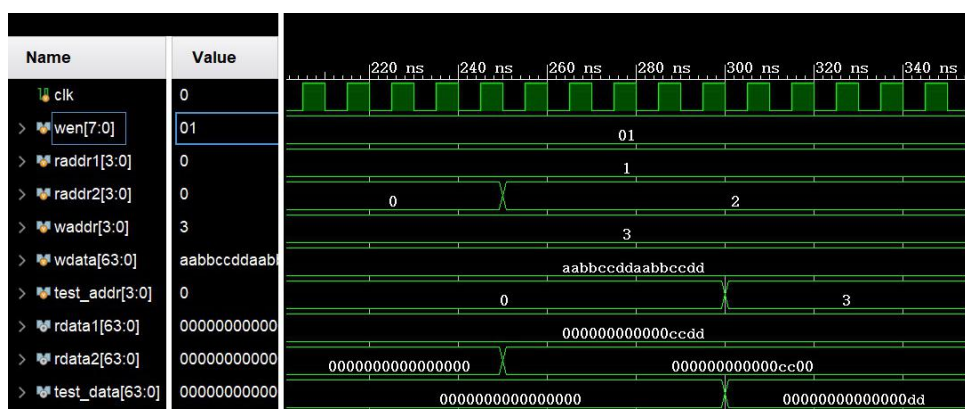 Name Value
220 ns 240 ns 260 ns 280 ns 300 ns 320 ns 340 ns
clk 0
wen[7:0] 01 01
raddr1[3:0] 0 1
raddr2[3:0] 0 0 2
waddr[3:0] 3 3
wdata[63:0] aabbccddaabl aabbccddaabbccdd
test_addr[3:0] 0 0 3
rdata1[63:0] 00000000000 000000000000ccdd
rdata2[63:0] 00000000000 0000000000000000 000000000000cc00
test_data[63:0] 00000000000 0000000000000000 00000000000000dd